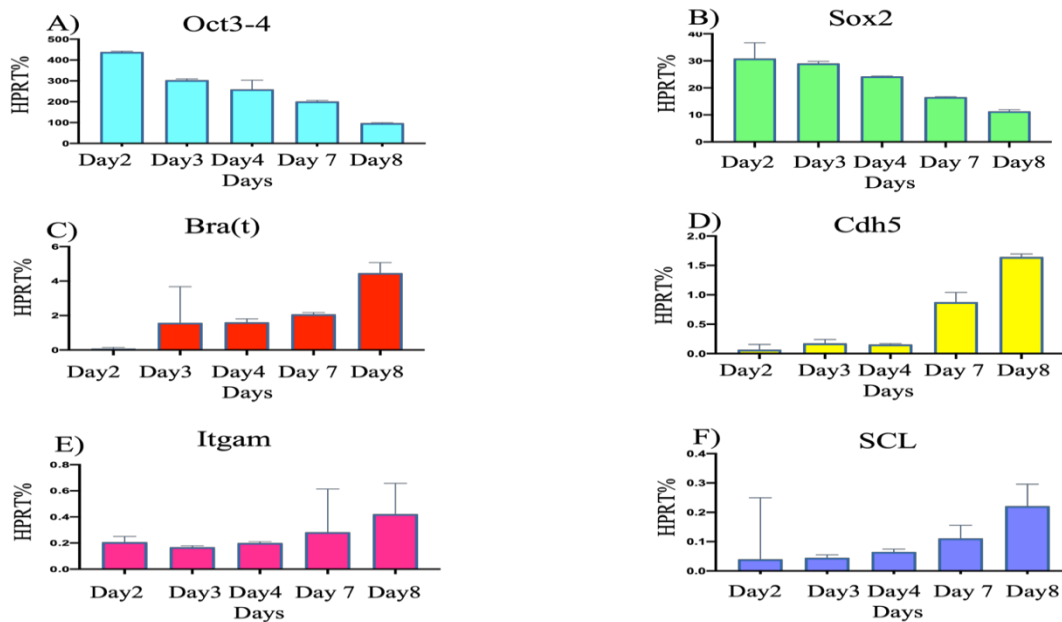 A) Oct3-4
HPRT%
500
400
300
200
100
0
Day2 Day3 Day4 Day 7 Day8
Days
B) Sox2
HPRT%
40
30
20
10
0
Day2 Day3 Day4 Day 7 Day8
Days
C) Bra(t)
HPRT%
6
4
2
0
Day2 Day3 Day4 Day 7 Day8
Days
D) Cdh5
HPRT%
2.0
1.5
1.0
0.5
0.0
Day2 Day3 Day4 Day 7 Day8
Days
E) Itgam
HPRT%
0.8
0.6
0.4
0.2
0.0
Day2 Day3 Day4 Day 7 Day8
Days
F) SCL
HPRT%
0.4
0.3
0.2
0.1
0.0
Day2 Day3 Day4 Day 7 Day8
Days